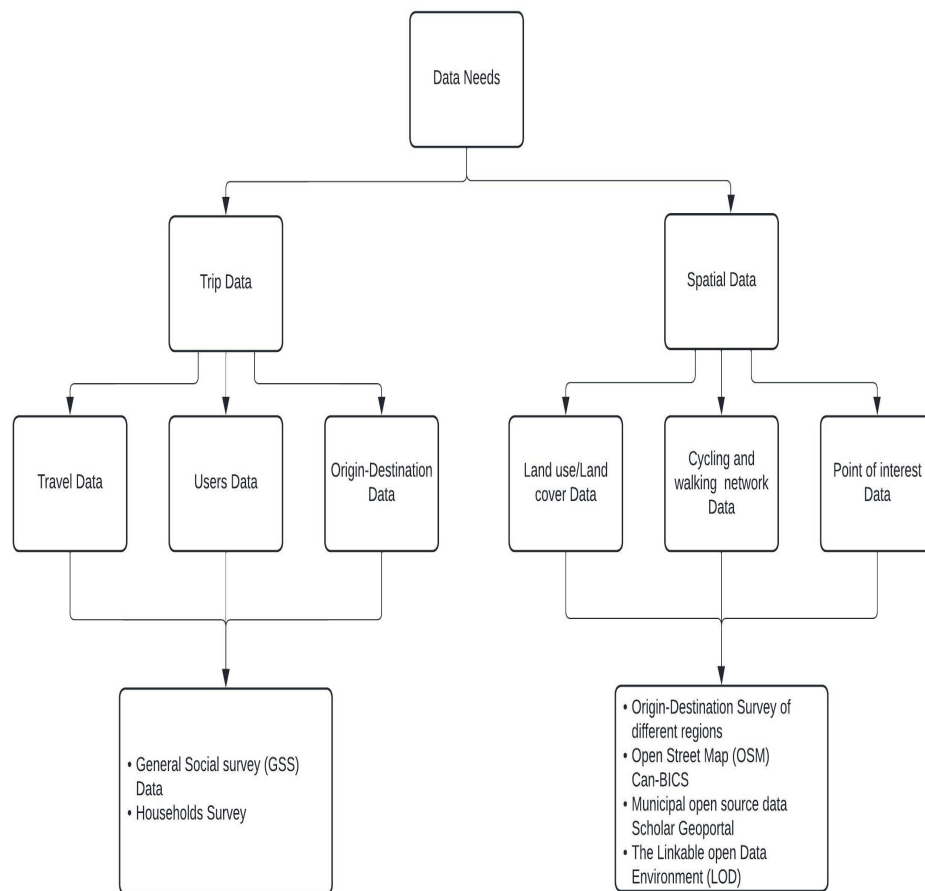 Data Needs
Trip Data
Spatial Data
Travel Data
Users Data
Origin-Destination
Data
Land use/Land
cover Data
Cycling and
walking network
Data
Point of interest
Data
• General Social survey (GSS)
Data
• Households Survey
• Origin-Destination Survey of
different regions
• Open Street Map (OSM)
Can-BICS
• Municipal open source data
Scholar Geoportal
• The Linkable open Data
Environment (LOD)